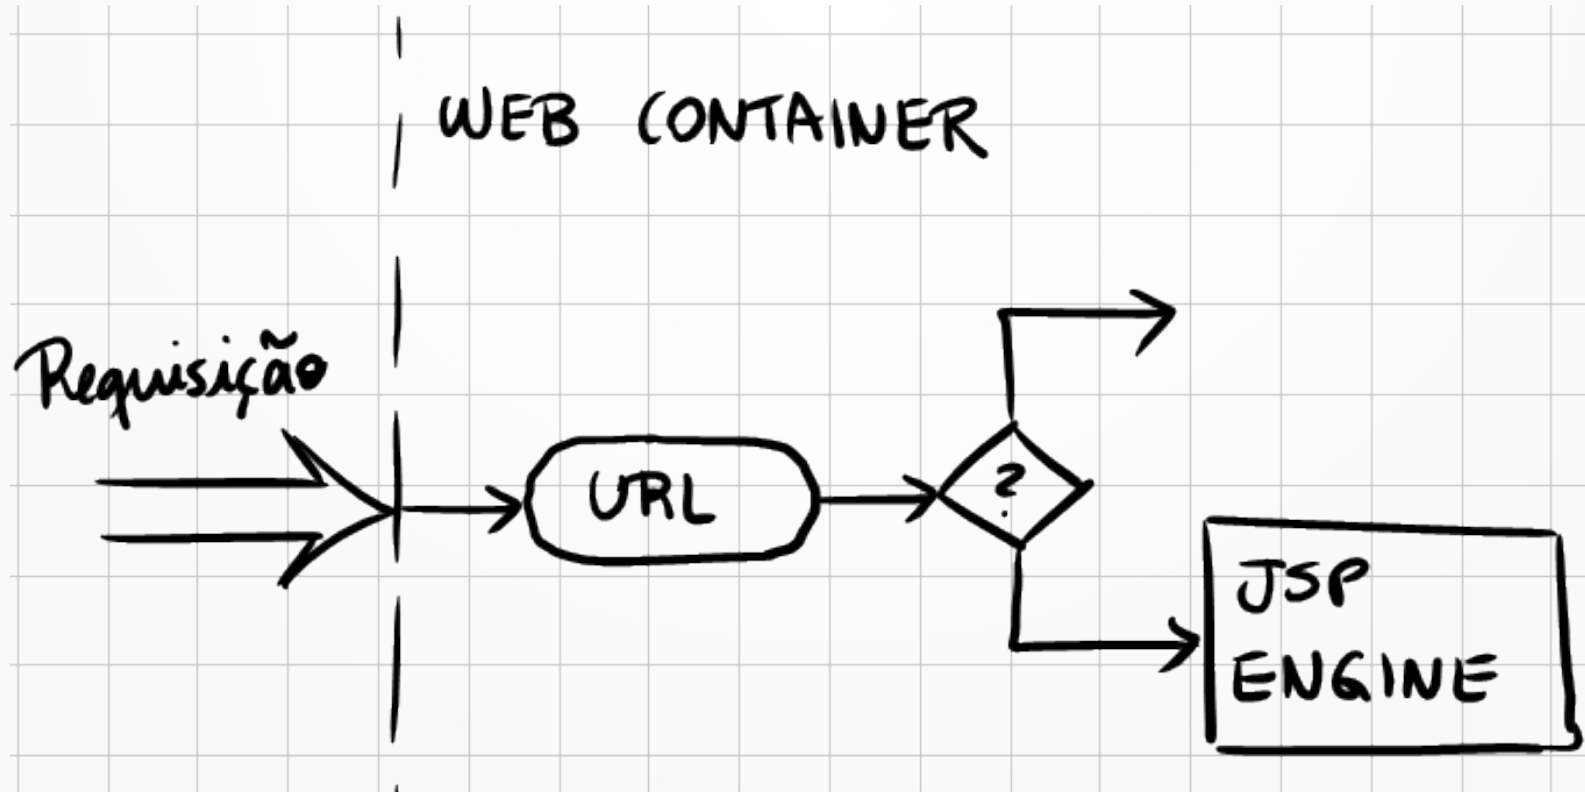 WEB CONTAINER
Requisição
URL
?
JSP
ENGINE